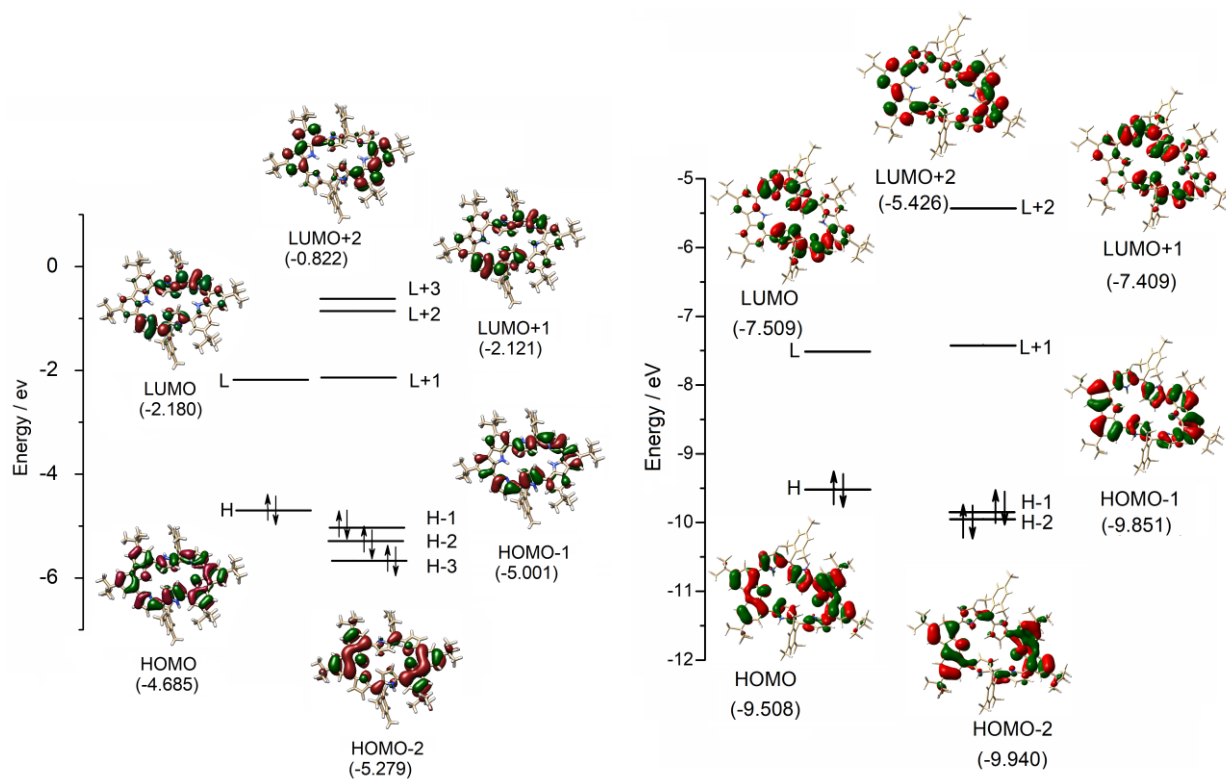 Energy / ev
0
-2
-4
-6
LUMO+2
(-0.822)
LUMO+1
(-2.121)
LUMO
(-2.180)
L
L+3
L+2
L+1
H
H-1
H-2
H-3
HOMO-1
(-5.001)
HOMO
(-4.685)
HOMO-2
(-5.279)
Energy / eV
-5
-6
-7
-8
-9
-10
-11
-12
LUMO+2
(-5.426)
L+2
LUMO+1
(-7.409)
LUMO
(-7.509)
L
L+1
H
H-1
H-2
HOMO-1
(-9.851)
HOMO
(-9.508)
HOMO-2
(-9.940)